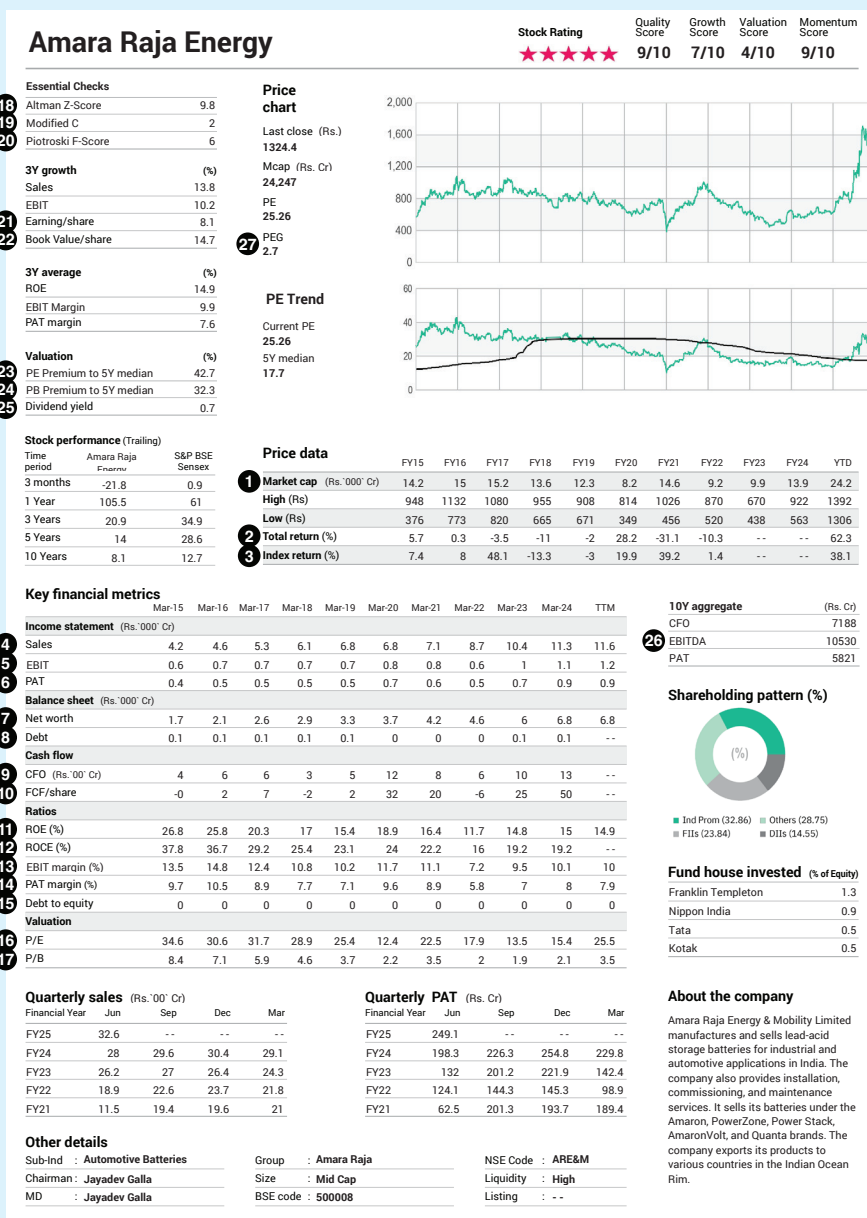 Amara Raja Energy
Stock Rating
★★★★★
Quality Score 9/10
Growth Score 7/10
Valuation Score 4/10
Momentum Score 9/10
Essential Checks
18 Altman Z-Score 9.8
19 Modified C 2
20 Piotroski F-Score 6
3Y growth (%)
Sales 13.8
EBIT 10.2
21 Earning/share 8.1
22 Book Value/share 14.7
3Y average (%)
ROE 14.9
EBIT Margin 9.9
PAT margin 7.6
Valuation (%)
23 PE Premium to 5Y median 42.7
24 PB Premium to 5Y median 32.3
25 Dividend yield 0.7
Price chart
Last close (Rs.)
1324.4
Mcap (Rs. Cr)
24,247
PE
25.26
27 PEG
2.7
2,000
1,600
1,200
800
400
0
PE Trend
Current PE
25.26
5Y median
17.7
60
40
20
0
Stock performance (Trailing)
Time period Amara Raja Energy S&P BSE Sensex
3 months -21.8 0.9
1 Year 105.5 61
3 Years 20.9 34.9
5 Years 14 28.6
10 Years 8.1 12.7
Price data FY15 FY16 FY17 FY18 FY19 FY20 FY21 FY22 FY23 FY24 YTD
1 Market cap (Rs.`000` Cr) 14.2 15 15.2 13.6 12.3 8.2 14.6 9.2 9.9 13.9 24.2
High (Rs) 948 1132 1080 955 908 814 1026 870 670 922 1392
Low (Rs) 376 773 820 665 671 349 456 520 438 563 1306
2 Total return (%) 5.7 0.3 -3.5 -11 -2 28.2 -31.1 -10.3 -- -- 62.3
3 Index return (%) 7.4 8 48.1 -13.3 -3 19.9 39.2 1.4 -- -- 38.1
Key financial metrics
Mar-15 Mar-16 Mar-17 Mar-18 Mar-19 Mar-20 Mar-21 Mar-22 Mar-23 Mar-24 TTM
Income statement (Rs.`000` Cr)
4 Sales 4.2 4.6 5.3 6.1 6.8 6.8 7.1 8.7 10.4 11.3 11.6
5 EBIT 0.6 0.7 0.7 0.7 0.7 0.8 0.8 0.6 1 1.1 1.2
6 PAT 0.4 0.5 0.5 0.5 0.5 0.7 0.6 0.5 0.7 0.9 0.9
Balance sheet (Rs.`000` Cr)
7 Net worth 1.7 2.1 2.6 2.9 3.3 3.7 4.2 4.6 6 6.8 6.8
8 Debt 0.1 0.1 0.1 0.1 0.1 0 0 0 0.1 0.1 --
Cash flow
9 CFO (Rs.`00` Cr) 4 6 6 3 5 12 8 6 10 13 --
10 FCF/share -0 2 7 -2 2 32 20 -6 25 50 --
Ratios
11 ROE (%) 26.8 25.8 20.3 17 15.4 18.9 16.4 11.7 14.8 15 14.9
12 ROCE (%) 37.8 36.7 29.2 25.4 23.1 24 22.2 16 19.2 19.2 --
13 EBIT margin (%) 13.5 14.8 12.4 10.8 10.2 11.7 11.1 7.2 9.5 10.1 10
14 PAT margin (%) 9.7 10.5 8.9 7.7 7.1 9.6 8.9 5.8 7 8 7.9
15 Debt to equity 0 0 0 0 0 0 0 0 0 0 0
Valuation
16 P/E 34.6 30.6 31.7 28.9 25.4 12.4 22.5 17.9 13.5 15.4 25.5
17 P/B 8.4 7.1 5.9 4.6 3.7 2.2 3.5 2 1.9 2.1 3.5
10Y aggregate (Rs. Cr)
CFO 7188
26 EBITDA 10530
PAT 5821
Shareholding pattern (%)
(%)
Ind Prom (32.86) Others (28.75)
FIIs (23.84) DIIs (14.55)
Fund house invested (% of Equity)
Franklin Templeton 1.3
Nippon India 0.9
Tata 0.5
Kotak 0.5
Quarterly sales (Rs.`00` Cr)
Financial Year Jun Sep Dec Mar
FY25 32.6 -- -- --
FY24 28 29.6 30.4 29.1
FY23 26.2 27 26.4 24.3
FY22 18.9 22.6 23.7 21.8
FY21 11.5 19.4 19.6 21
Quarterly PAT (Rs. Cr)
Financial Year Jun Sep Dec Mar
FY25 249.1 -- -- --
FY24 198.3 226.3 254.8 229.8
FY23 132 201.2 221.9 142.4
FY22 124.1 144.3 145.3 98.9
FY21 62.5 201.3 193.7 189.4
About the company
Amara Raja Energy & Mobility Limited
manufactures and sells lead-acid
storage batteries for industrial and
automotive applications in India. The
company also provides installation,
commissioning, and maintenance
services. It sells its batteries under the
Amaron, PowerZone, Power Stack,
AmaronVolt, and Quanta brands. The
company exports its products to
various countries in the Indian Ocean
Rim.
Other details
Sub-Ind : Automotive Batteries
Chairman : Jayadev Galla
MD : Jayadev Galla
Group : Amara Raja
Size : Mid Cap
BSE code : 500008
NSE Code : ARE&M
Liquidity : High
Listing : --